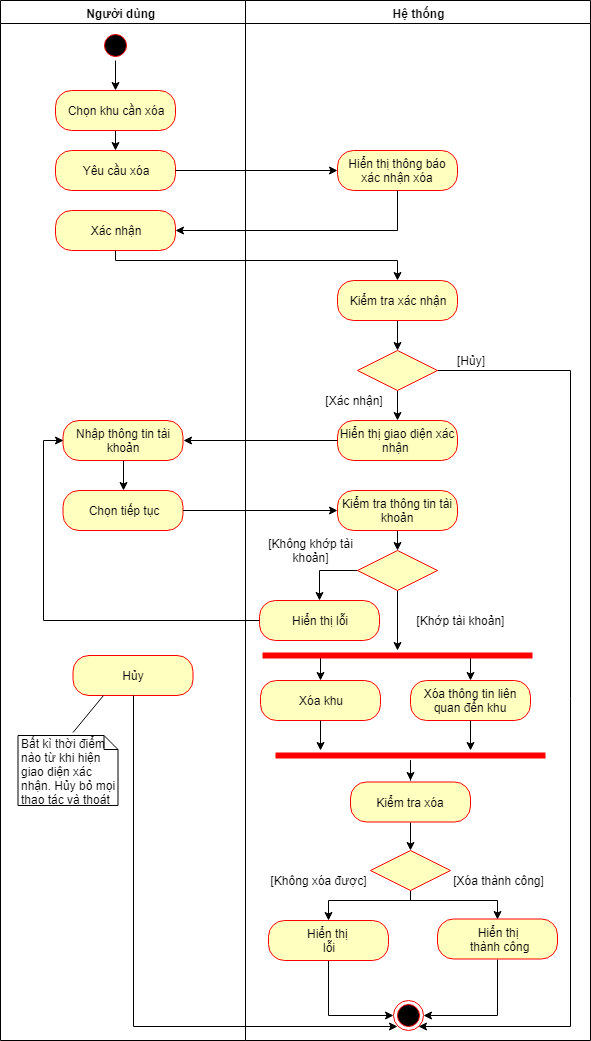 Người dùng
Hệ thống
Chọn khu cần xóa
Yêu cầu xóa
Hiển thị thông báo
xác nhận xóa
Xác nhận
Kiểm tra xác nhận
[Hủy]
[Xác nhận]
Nhập thông tin tài
khoản
Hiển thị giao diện xác
nhận
Chọn tiếp tục
Kiểm tra thông tin tài
khoản
[Không khớp tài
khoản]
Hiển thị lỗi
[Khớp tài khoản]
Hủy
Xóa khu
Xóa thông tin liên
quan đến khu
Bất kì thời điểm
nào từ khi hiện
giao diện xác
nhận. Hủy bỏ mọi
thao tác và thoát
Kiểm tra xóa
[Không xóa được]
[Xóa thành công]
Hiển thị
lỗi
Hiển thị
thành công